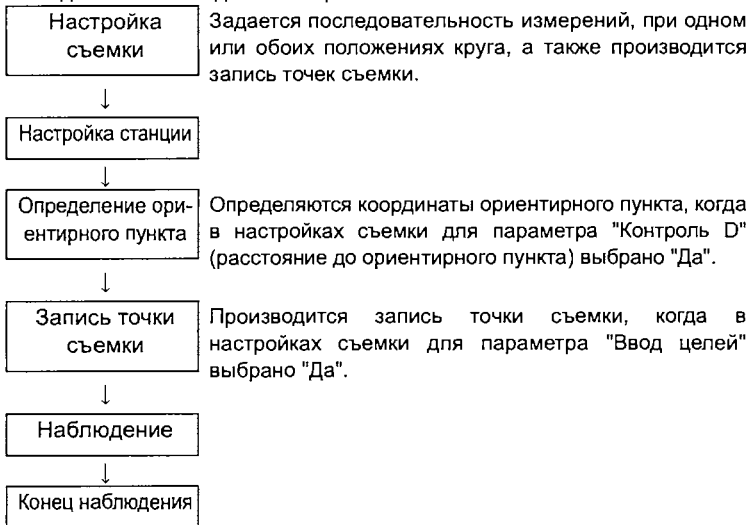 Настройка
съемки
Задается последовательность измерений, при одном
или обоих положениях круга, а также производится
запись точек съемки.
↓
Настройка станции
↓
Определение ори-
ентирного пункта
Определяются координаты ориентирного пункта, когда
в настройках съемки для параметра "Контроль D"
(расстояние до ориентирного пункта) выбрано "Да".
↓
Запись точки
съемки
Производится запись точки съемки, когда в
настройках съемки для параметра "Ввод целей"
выбрано "Да".
↓
Наблюдение
↓
Конец наблюдения